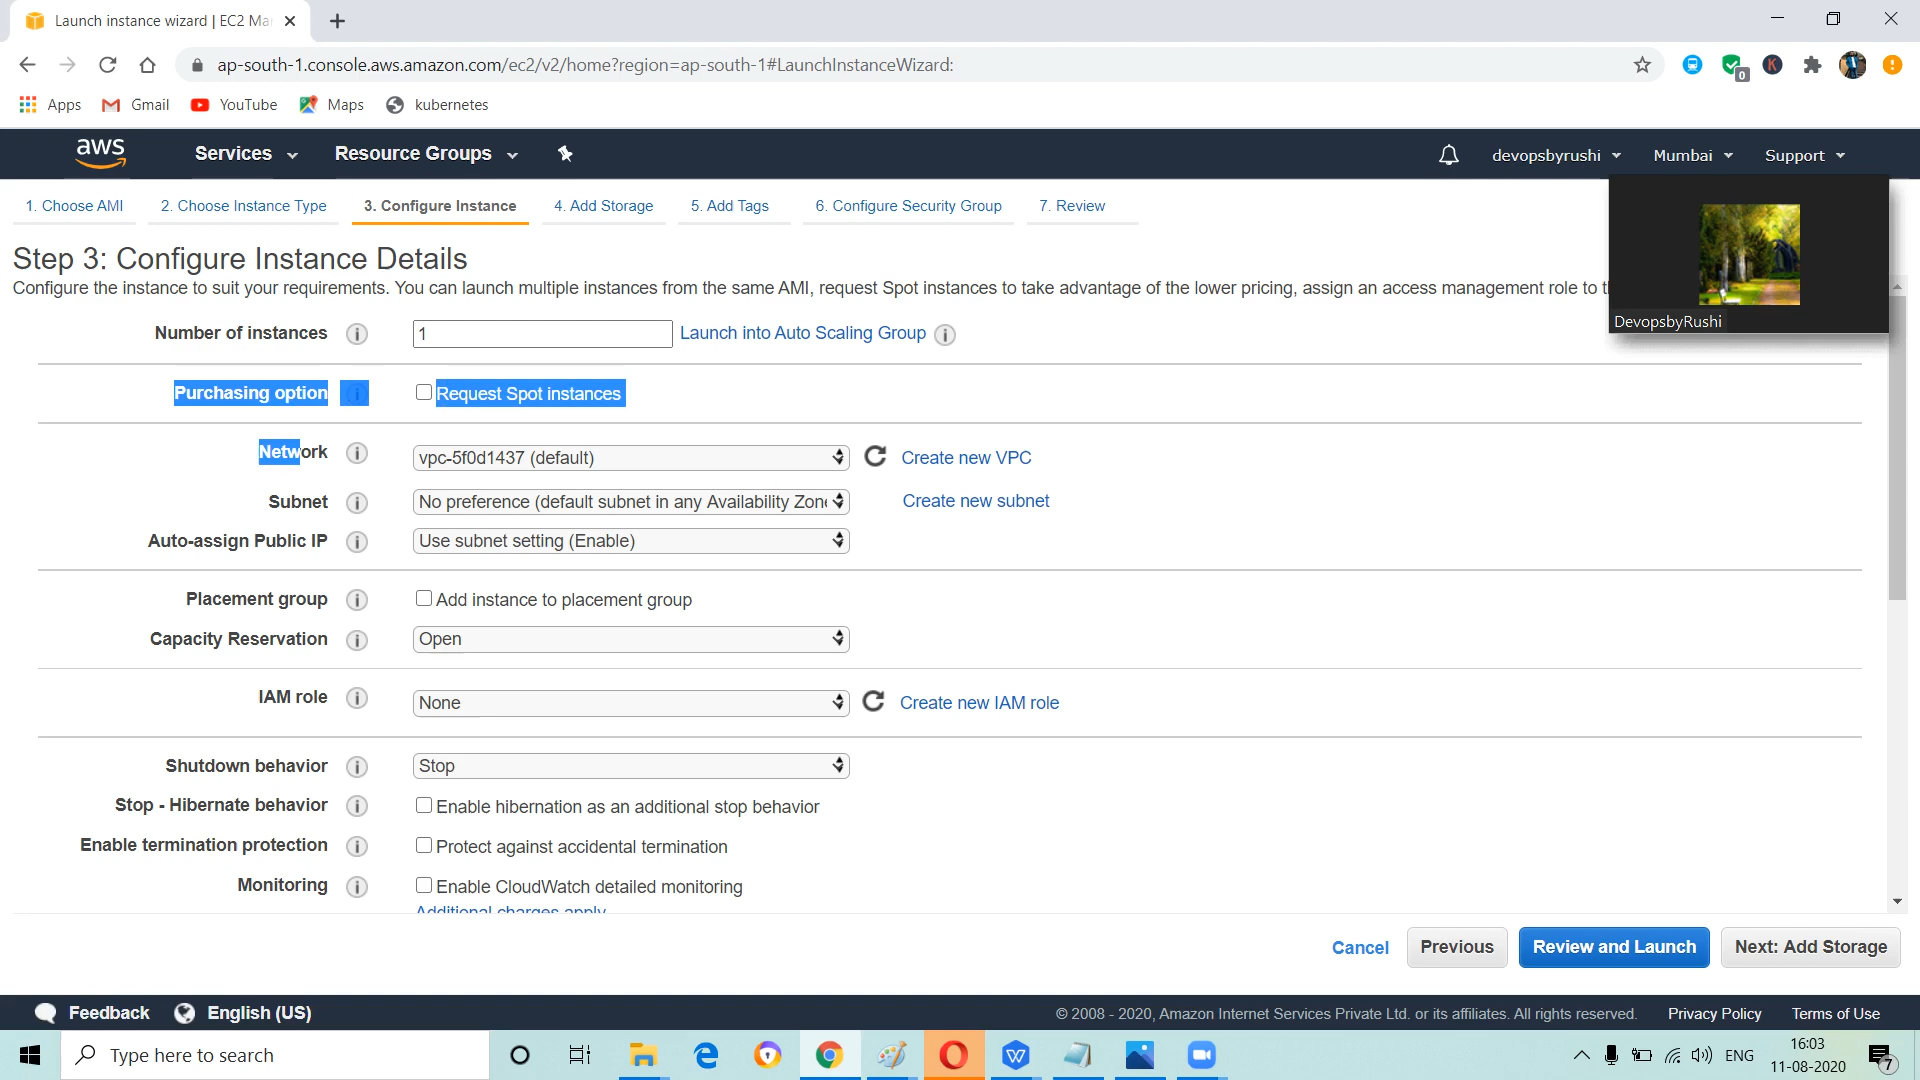 Launch instance wizard | EC2 Mar
ap-south-1.console.aws.amazon.com/ec2/v2/home?region=ap-south-1#LaunchInstanceWizard:
0
K
Apps
Gmail
YouTube
Maps
kubernetes
aws
Services
Resource Groups
devopsbyrushi
Mumbai
Support
1. Choose AMI
2. Choose Instance Type
3. Configure Instance
4. Add Storage
5. Add Tags
6. Configure Security Group
7. Review
Step 3: Configure Instance Details
Configure the instance to suit your requirements. You can launch multiple instances from the same AMI, request Spot instances to take advantage of the lower pricing, assign an access management role to
DevopsbyRushi
Number of instances
1
Launch into Auto Scaling Group
Purchasing option
Request Spot instances
Network
vpc-5f0d1437 (default)
Create new VPC
Subnet
No preference (default subnet in any Availability Zone
Create new subnet
Auto-assign Public IP
Use subnet setting (Enable)
Placement group
Add instance to placement group
Capacity Reservation
Open
IAM role
None
Create new IAM role
Shutdown behavior
Stop
Stop - Hibernate behavior
Enable hibernation as an additional stop behavior
Enable termination protection
Protect against accidental termination
Monitoring
Enable CloudWatch detailed monitoring
Additional charges apply
Cancel
Previous
Review and Launch
Next: Add Storage
Feedback
English (US)
© 2008 - 2020, Amazon Internet Services Private Ltd. or its affiliates. All rights reserved.
Privacy Policy
Terms of Use
Type here to search
ENG
16:03
11-08-2020
7